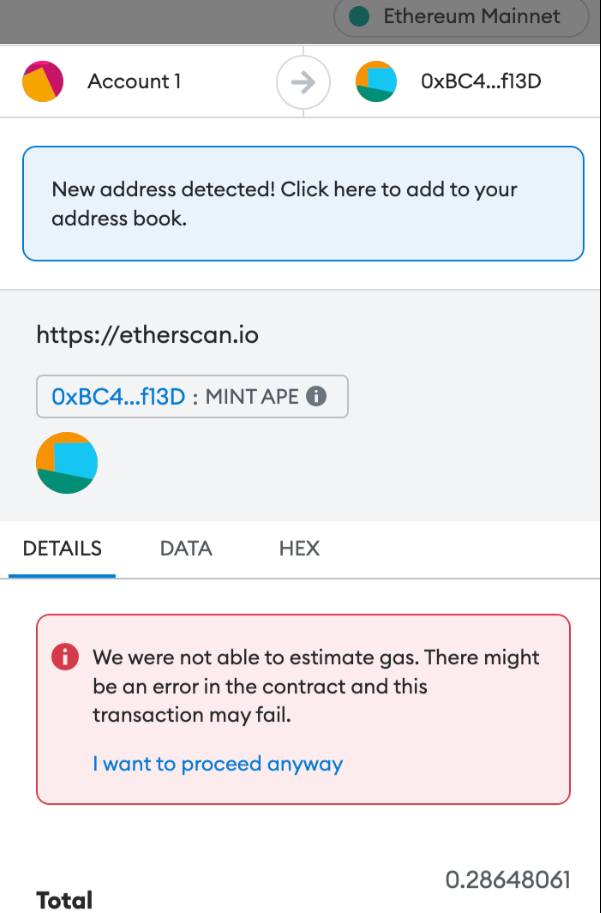 Ethereum Mainnet
Account 1
0xBC4...f13D
New address detected! Click here to add to your
address book.
https://etherscan.io
0xBC4...f13D : MINT APE
DETAILS
DATA
HEX
We were not able to estimate gas. There might
be an error in the contract and this
transaction may fail.
I want to proceed anyway
0.28648061
Total